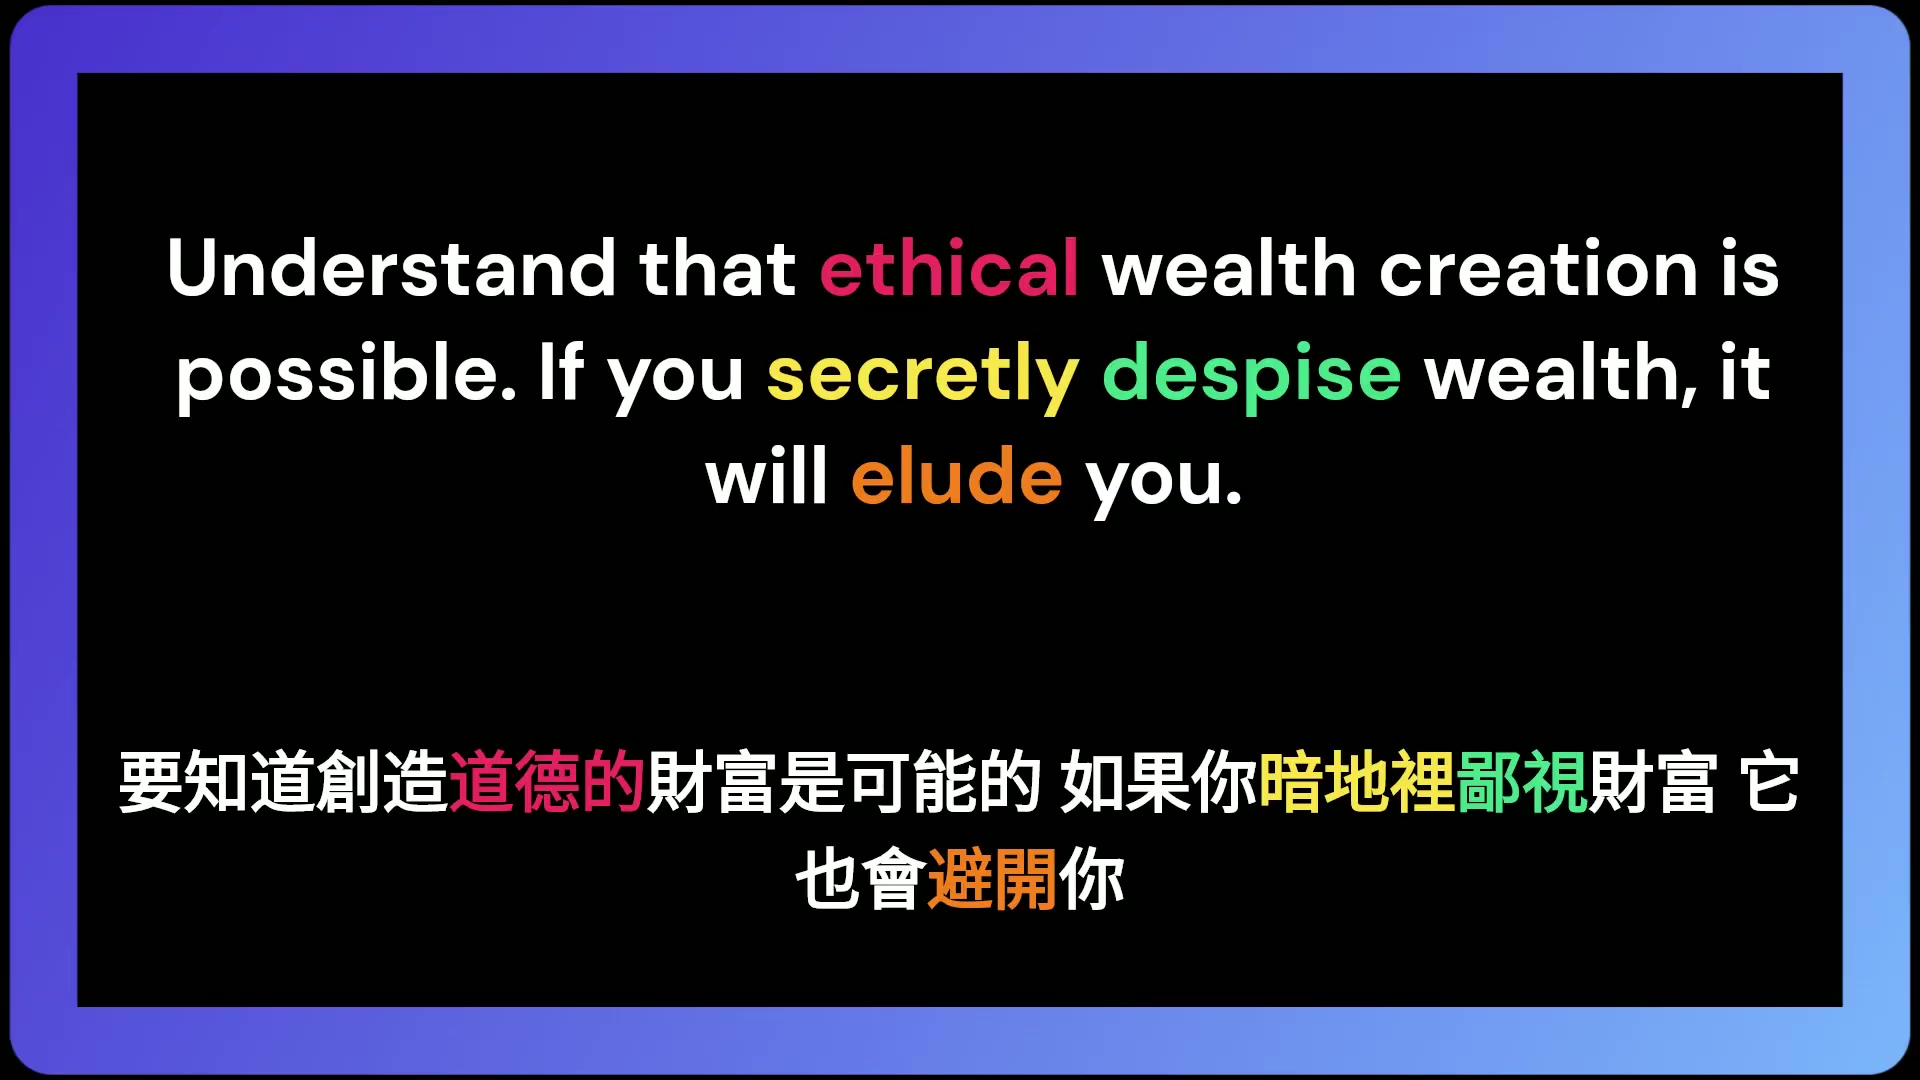 Understand that ethical wealth creation is
possible. If you secretly despise wealth, it
will elude you.
要知道創造道德的財富是可能的 如果你暗地裡鄙視財富 它
也會避開你